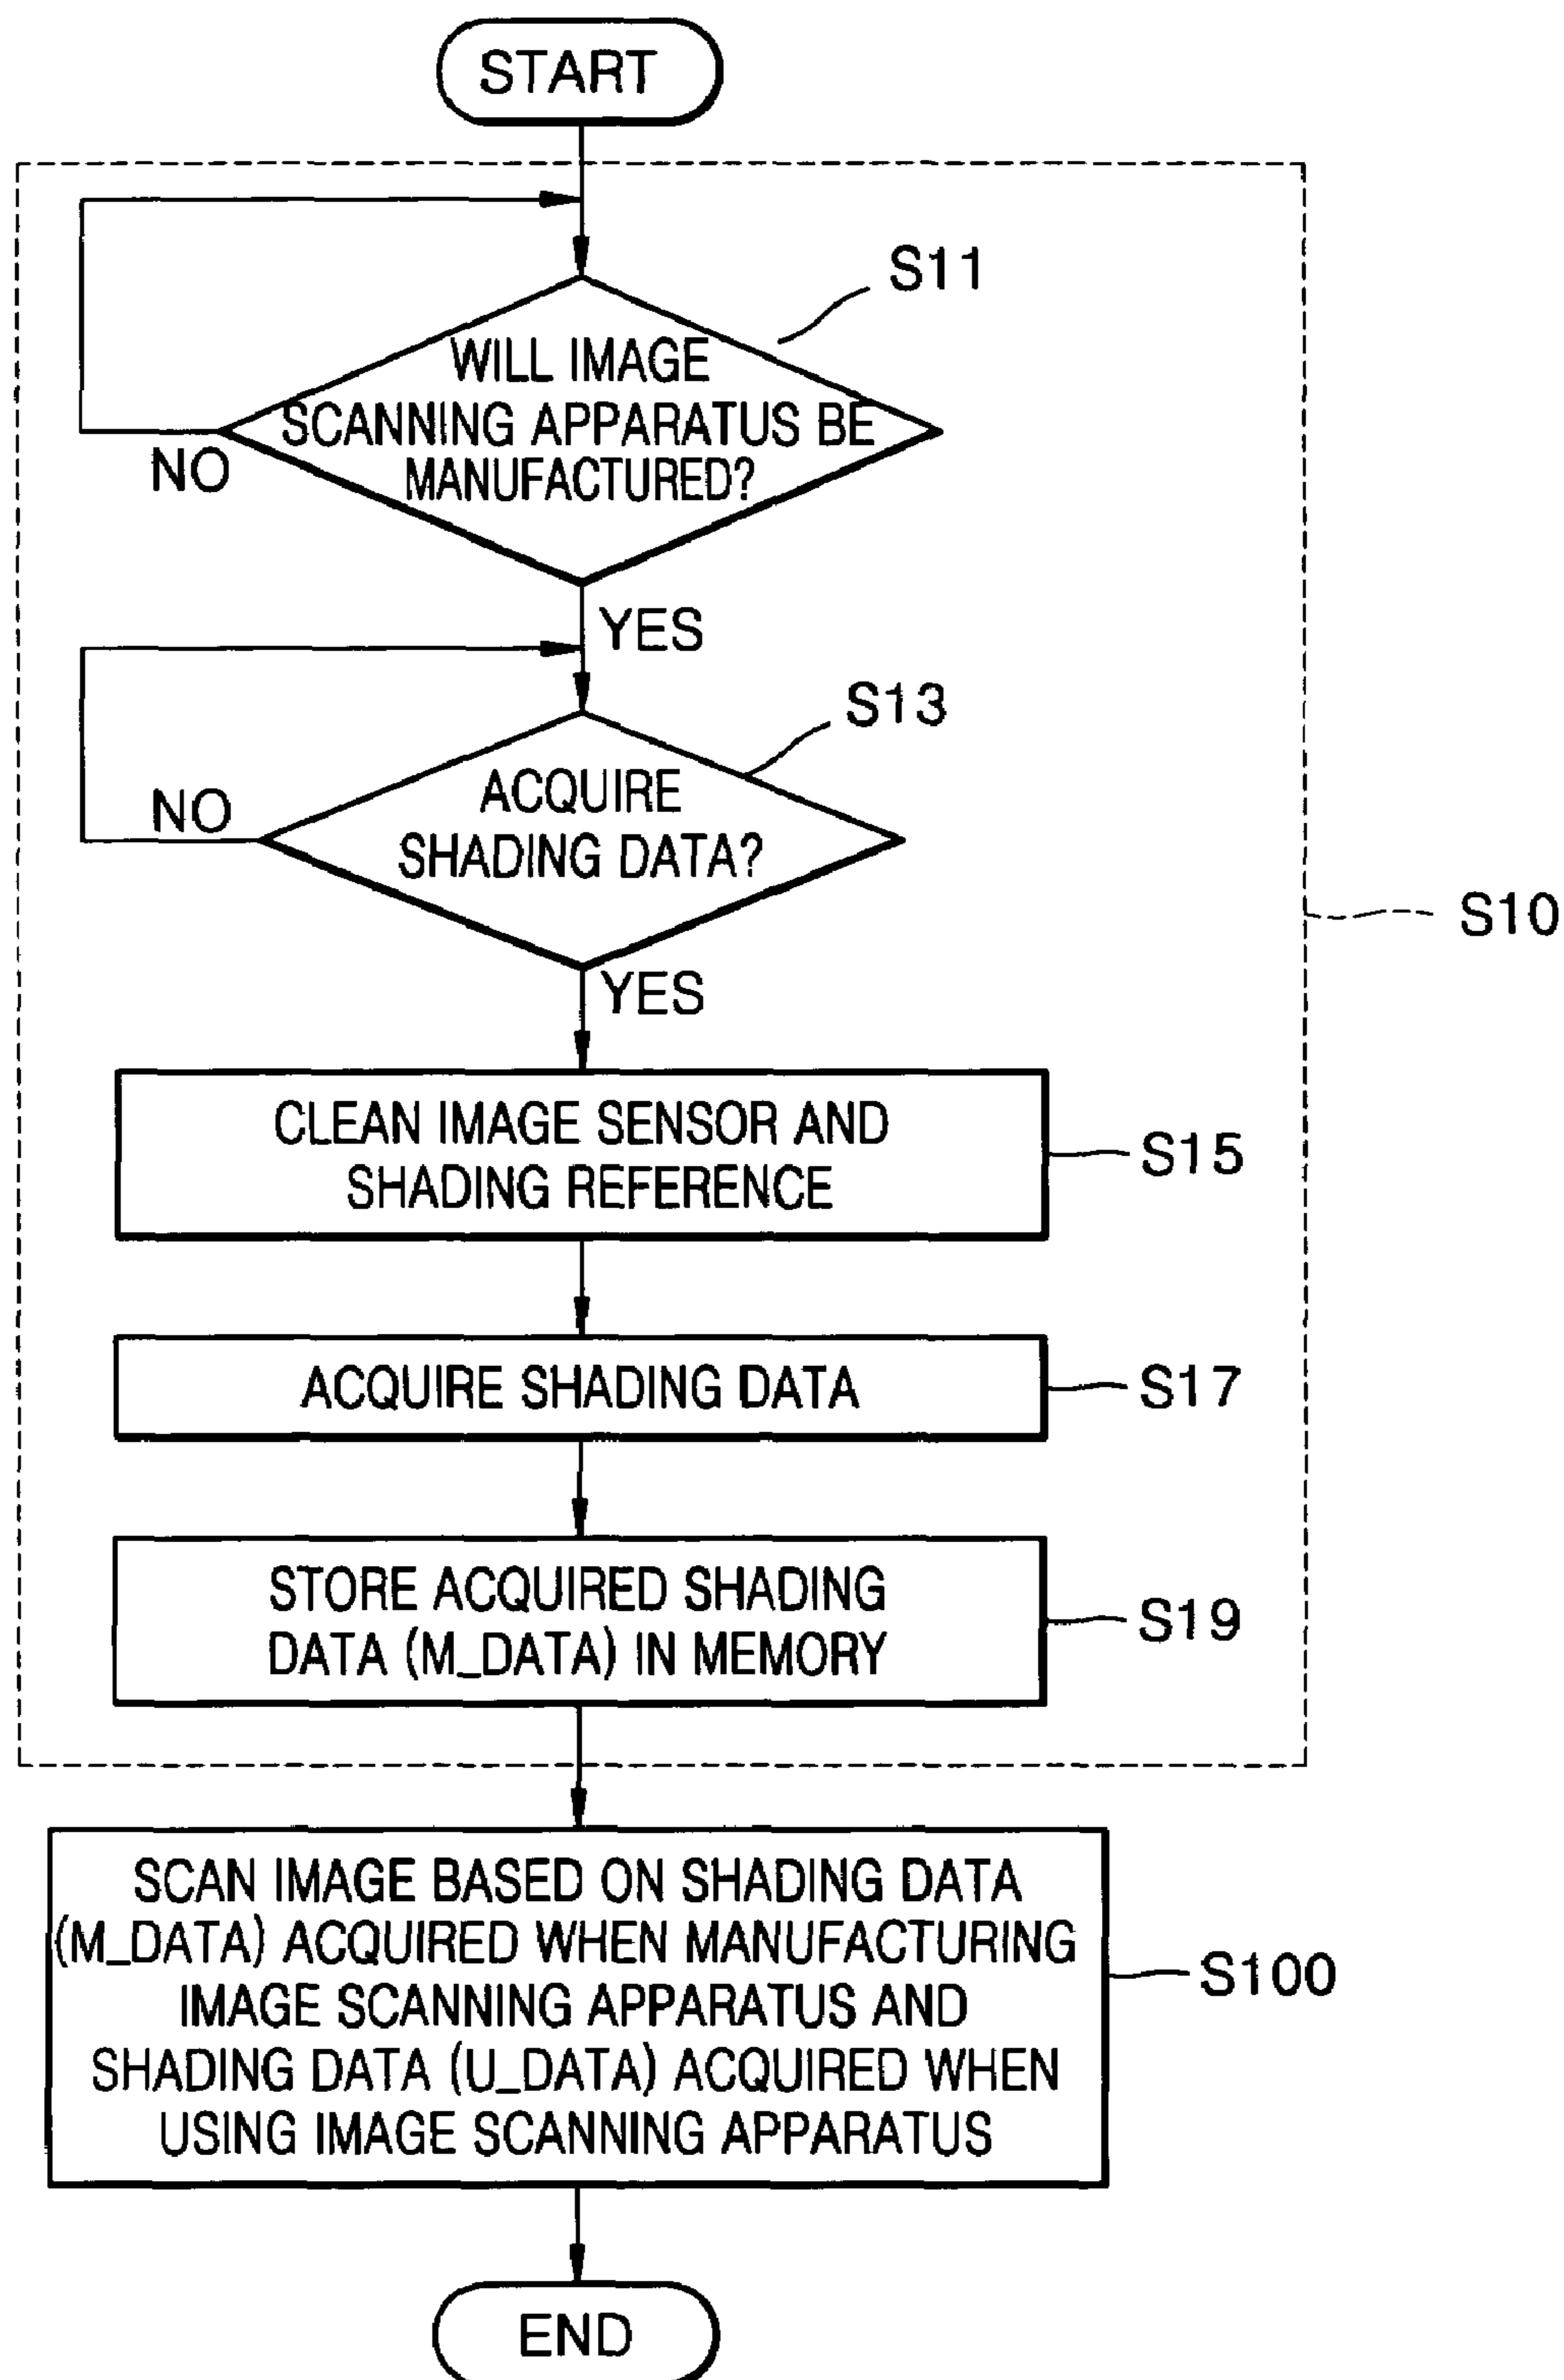 START
S11
WILL IMAGE
SCANNING APPARATUS BE
MANUFACTURED?
NO
YES
S13
ACQUIRE
SHADING DATA?
NO
YES
S10
CLEAN IMAGE SENSOR AND
SHADING REFERENCE
S15
ACQUIRE SHADING DATA
S17
STORE ACQUIRED SHADING
DATA (M_DATA) IN MEMORY
S19
SCAN IMAGE BASED ON SHADING DATA
(M_DATA) ACQUIRED WHEN MANUFACTURING
IMAGE SCANNING APPARATUS AND
SHADING DATA (U_DATA) ACQUIRED WHEN
USING IMAGE SCANNING APPARATUS
S100
END